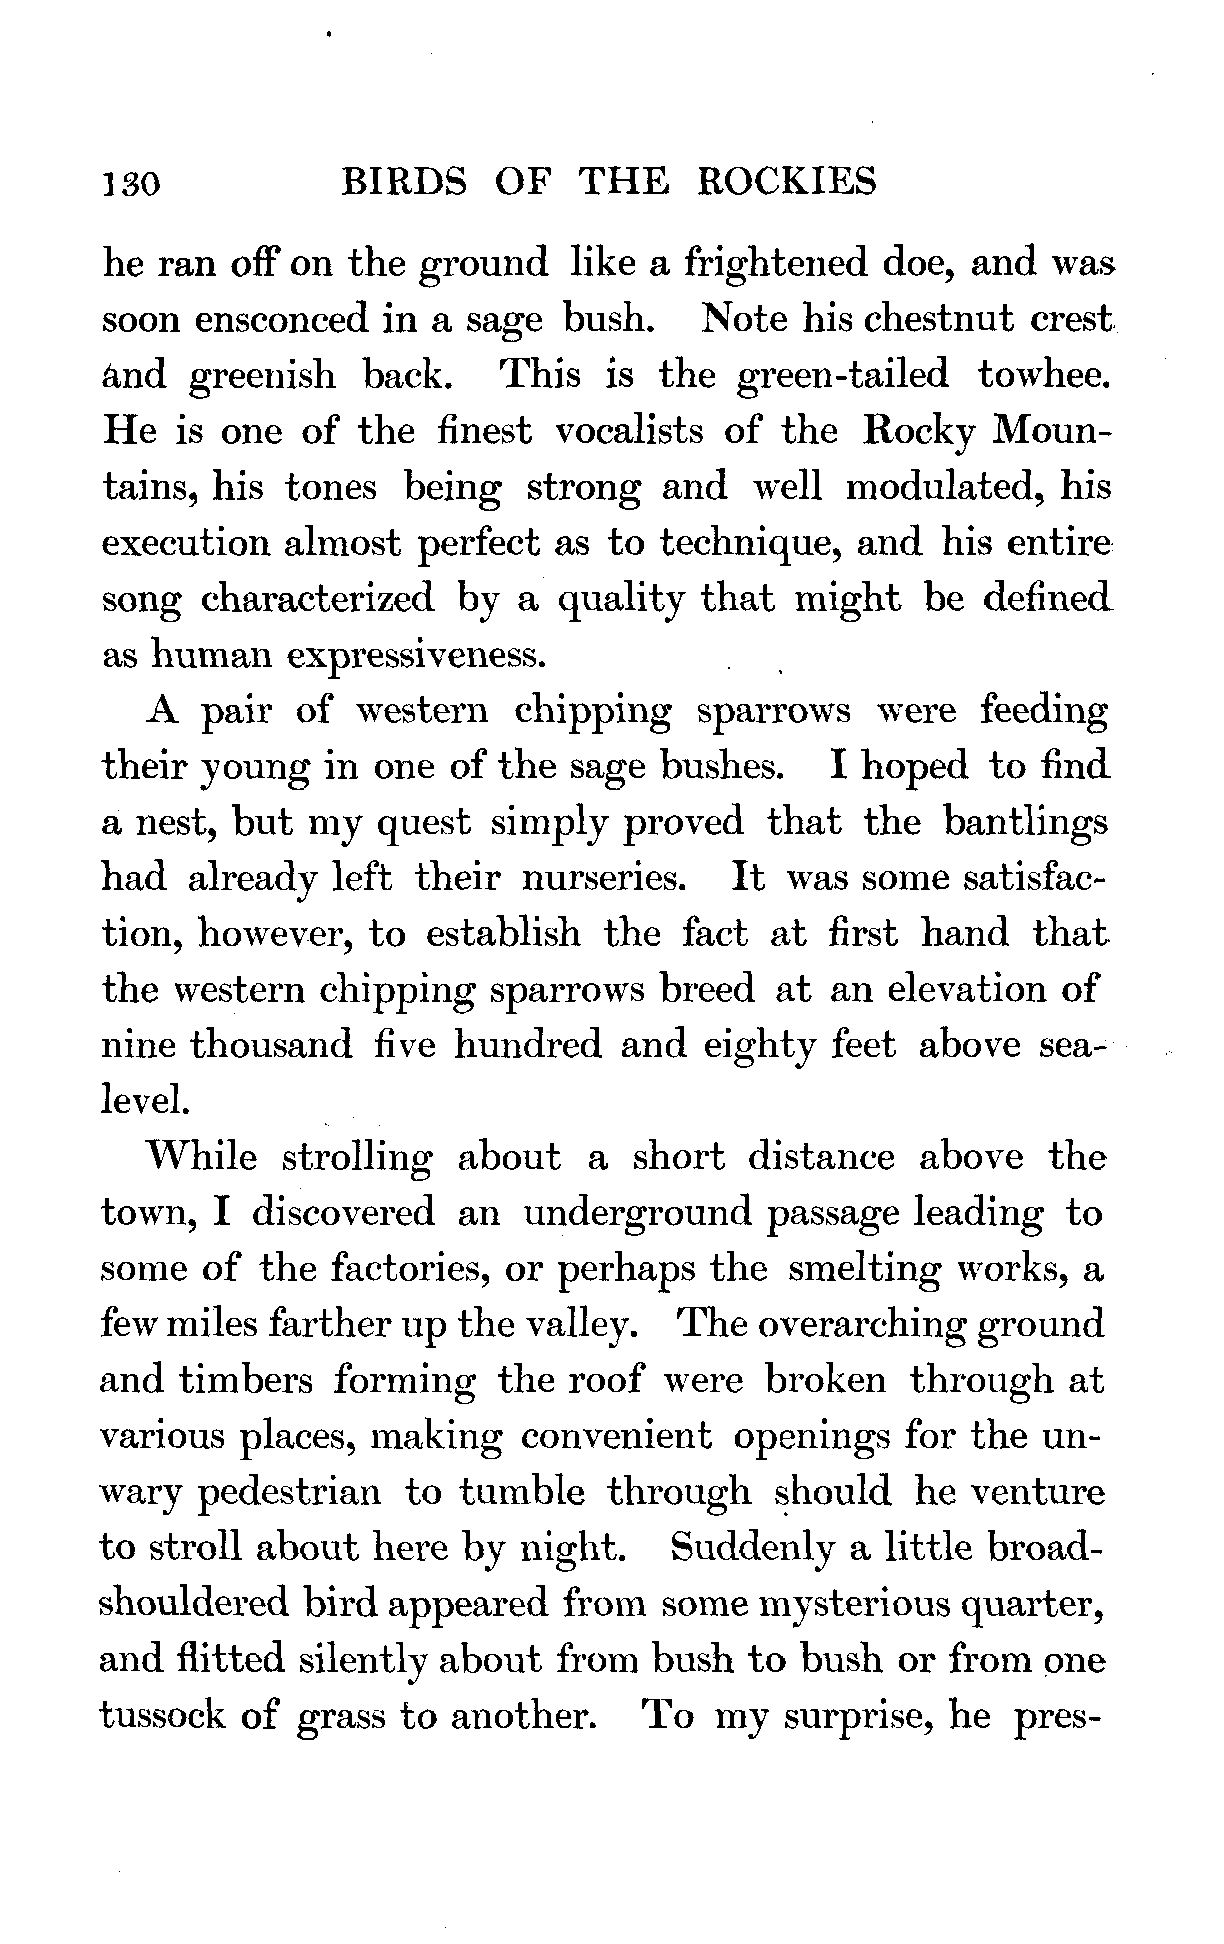 130 BIRDS OF THE ROCKIES
he ran off on the ground like a frightened doe, and was
soon ensconced in a sage bush. Note his chestnut crest
and greenish back. This is the green-tailed towhee.
He is one of the finest vocalists of the Rocky Moun-
tains, his tones being strong and well modulated, his
execution almost perfect as to technique, and his entire
song characterized by a quality that might be defined
as human expressiveness.
A pair of western chipping sparrows were feeding
their young in one of the sage bushes. I hoped to find
a nest, but my quest simply proved that the bantlings
had already left their nurseries. It was some satisfac-
tion, however, to establish the fact at first hand that
the western chipping sparrows breed at an elevation of
nine thousand five hundred and eighty feet above sea-
level.
While strolling about a short distance above the
town, I discovered an underground passage leading to
some of the factories, or perhaps the smelting works, a
few miles farther up the valley. The overarching ground
and timbers forming the roof were broken through at
various places, making convenient openings for the un-
wary pedestrian to tumble through should he venture
to stroll about here by night. Suddenly a little broad-
shouldered bird appeared from some mysterious quarter,
and flitted silently about from bush to bush or from one
tussock of grass to another. To my surprise, he pres-